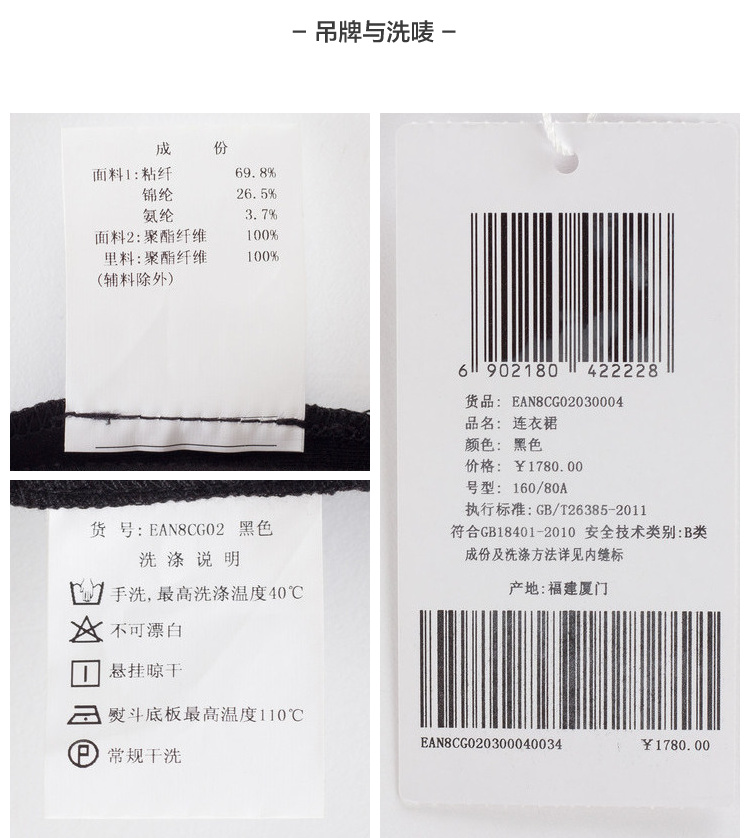 – 吊牌与洗唛 –
成 份
面料1:粘纤 69.8%
锦纶 26.5%
氨纶 3.7%
面料2:聚酯纤维 100%
里料:聚酯纤维 100%
(辅料除外)
货 号:EAN8CG02 黑色
洗 涤 说 明
手洗,最高洗涤温度40℃
不可漂白
悬挂晾干
熨斗底板最高温度110℃
P 常规干洗
6 902180 422228
货品: EAN8CG02030004
品名: 连衣裙
颜色: 黑色
价格: ￥1780.00
号型: 160/80A
执行标准:GB/T26385-2011
符合GB18401-2010 安全技术类别:B类
成份及洗涤方法详见内缝标
产地:福建厦门
EAN8CG020300040034 ￥1780.00